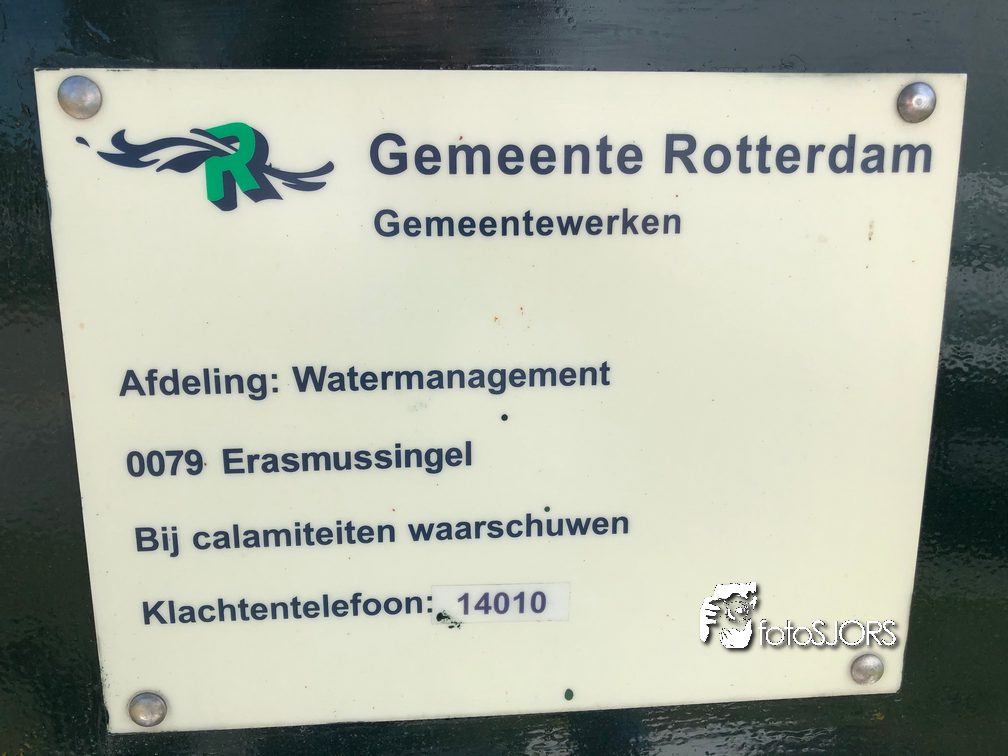 R
Gemeente Rotterdam
Gemeentewerken
Afdeling: Watermanagement
0079 Erasmussingel
Bij calamiteiten waarschuwen
Klachtentelefoon: 14010
fotoSJORS